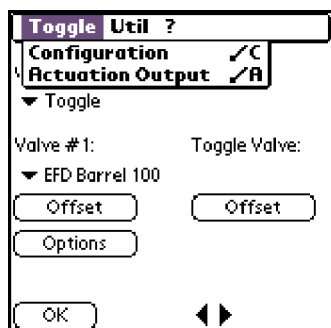 Toggle Util ?
Configuration /C
Actuation Output /A
Toggle
Valve #1: Toggle Valve:
EFD Barrel 100
Offset Offset
Options
OK